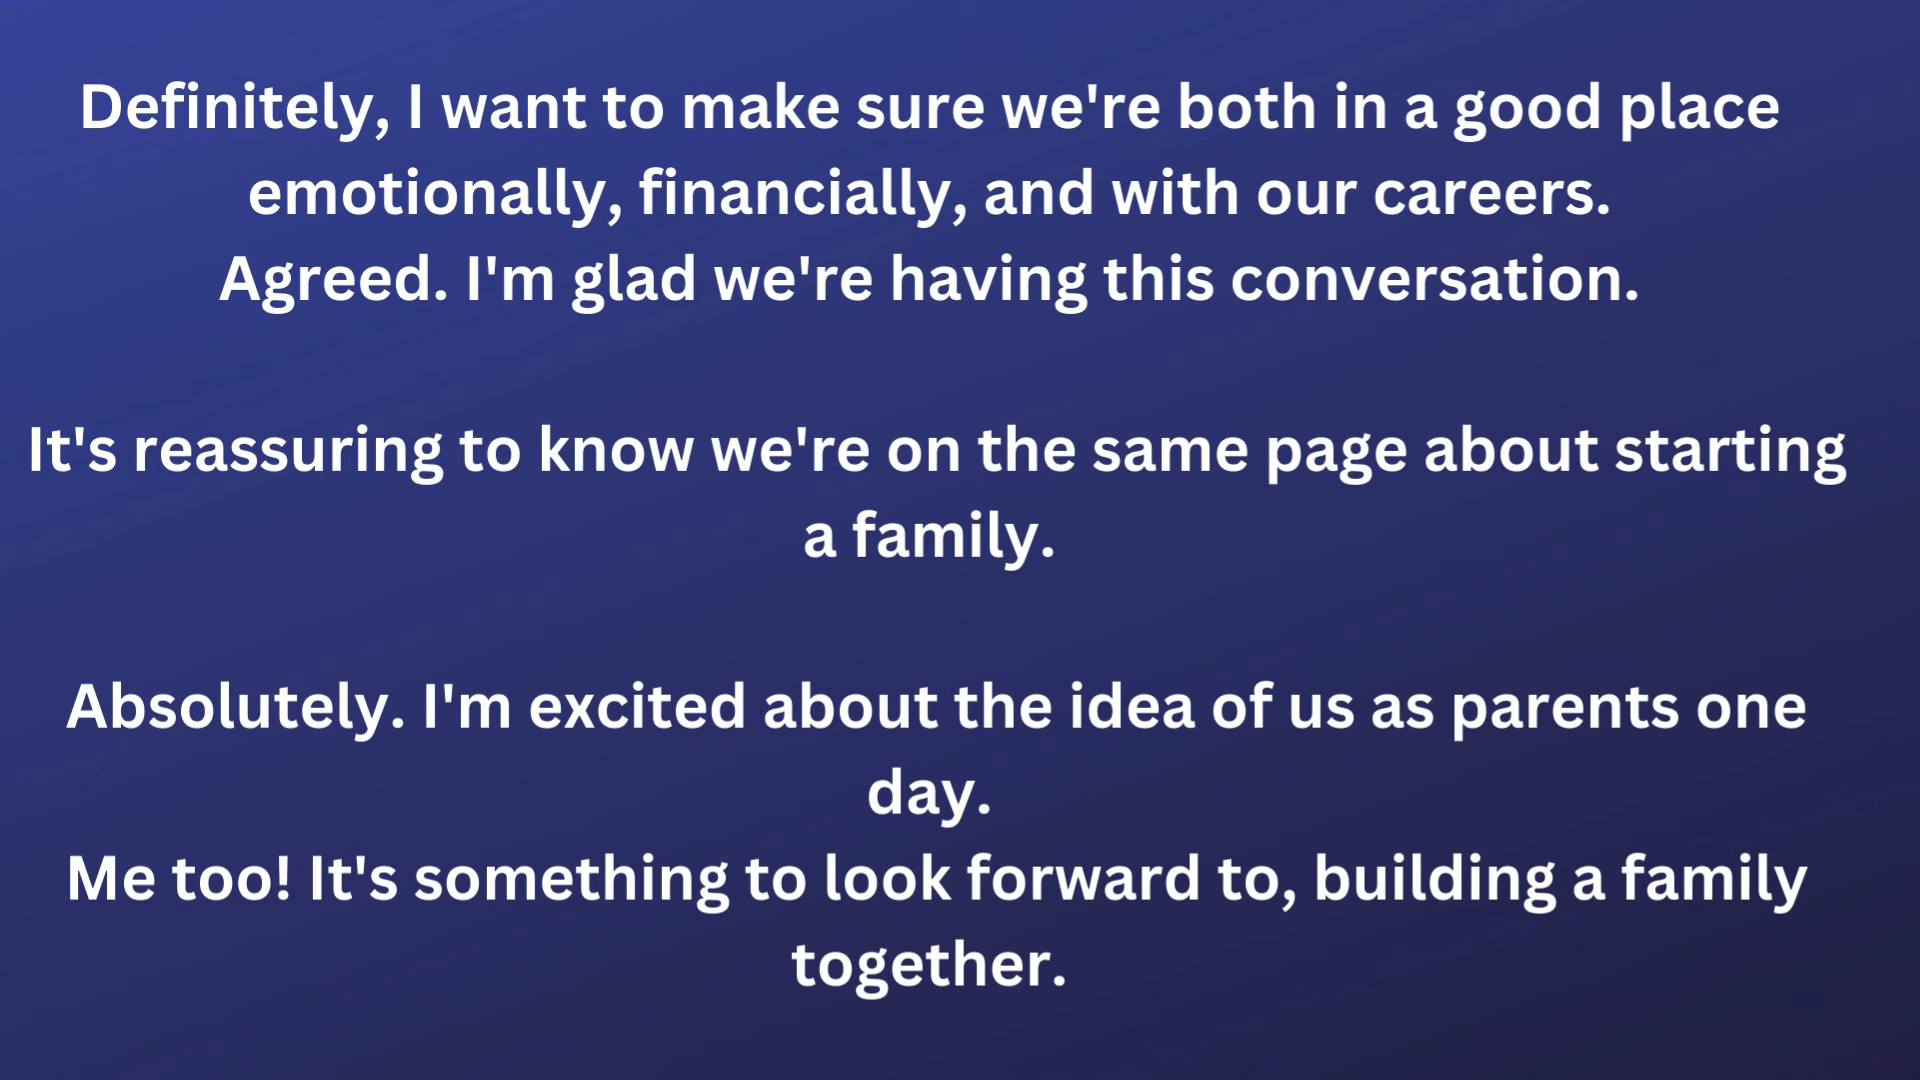 Definitely, I want to make sure we're both in a good place
emotionally, financially, and with our careers.
Agreed. I'm glad we're having this conversation.
It's reassuring to know we're on the same page about starting
a family.
Absolutely. I'm excited about the idea of us as parents one
day.
Me too! It's something to look forward to, building a family
together.